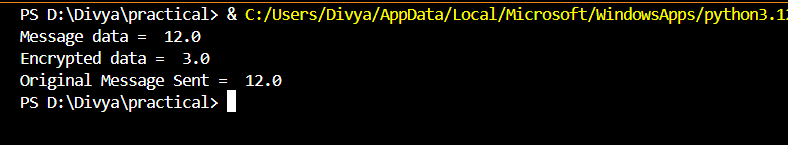 PS D:\Divya\practical> & C:/Users/Divya/AppData/Local/Microsoft/WindowsApps/python3.12
Message data =  12.0
Encrypted data =  3.0
Original Message Sent =  12.0
PS D:\Divya\practical>